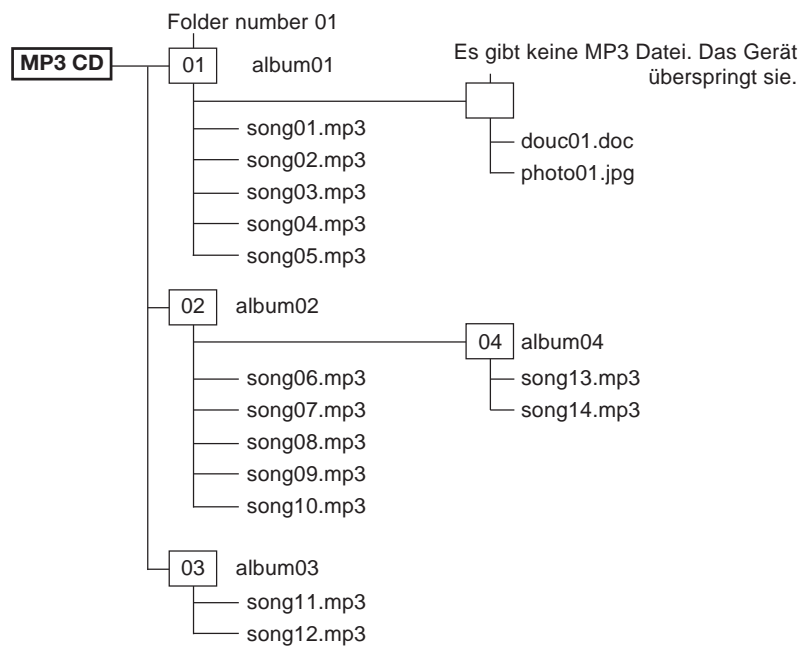 Folder number 01
MP3 CD
01 album01
Es gibt keine MP3 Datei. Das Gerät
überspringt sie.
song01.mp3
song02.mp3
song03.mp3
song04.mp3
song05.mp3
douc01.doc
photo01.jpg
02 album02
04 album04
song06.mp3
song07.mp3
song08.mp3
song09.mp3
song10.mp3
song13.mp3
song14.mp3
03 album03
song11.mp3
song12.mp3